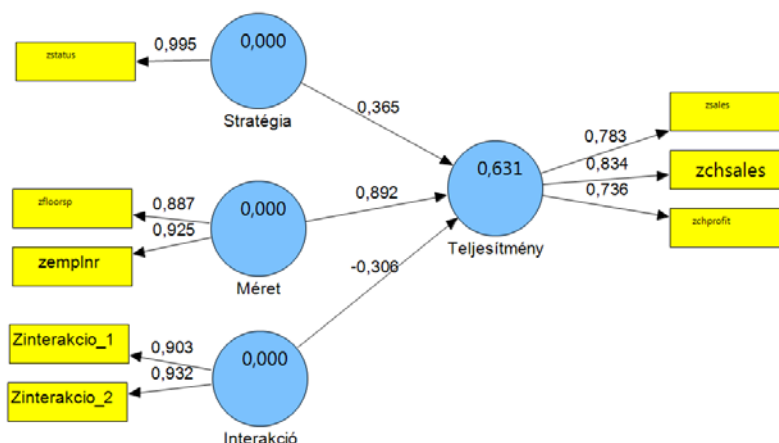 zstatus
0,995
0,000
Stratégia
0,365
zsales
0,783
zchsales
0,834
0,736
zchprofit
0,631
Teljesítmény
zfloorsp
0,887
0,925
zemplnr
0,000
Méret
0,892
-0,306
Zinterakcio_1
0,903
0,932
Zinterakcio_2
0,000
Interakció